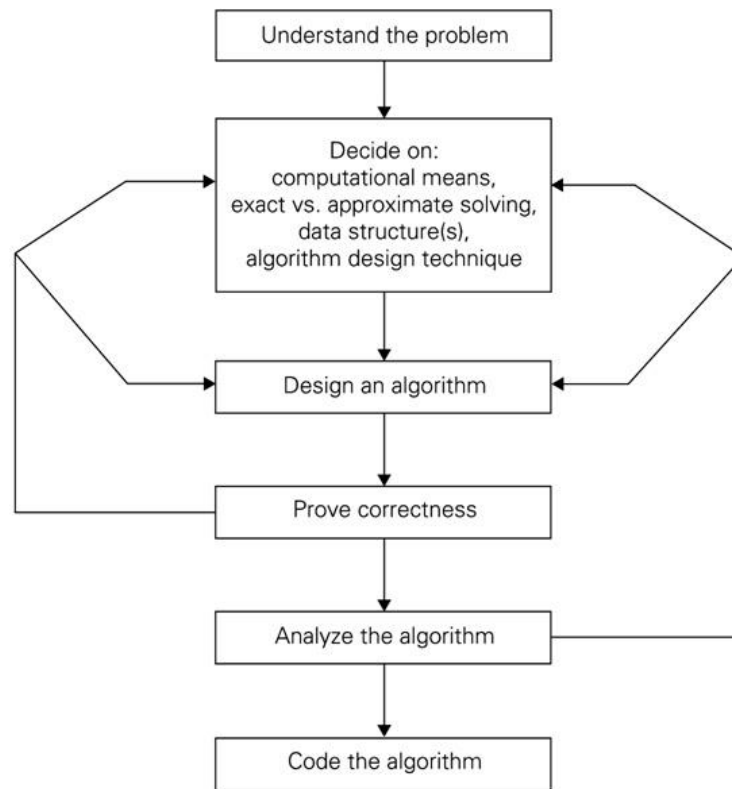 Understand the problem
Decide on:
computational means,
exact vs. approximate solving,
data structure(s),
algorithm design technique
Design an algorithm
Prove correctness
Analyze the algorithm
Code the algorithm